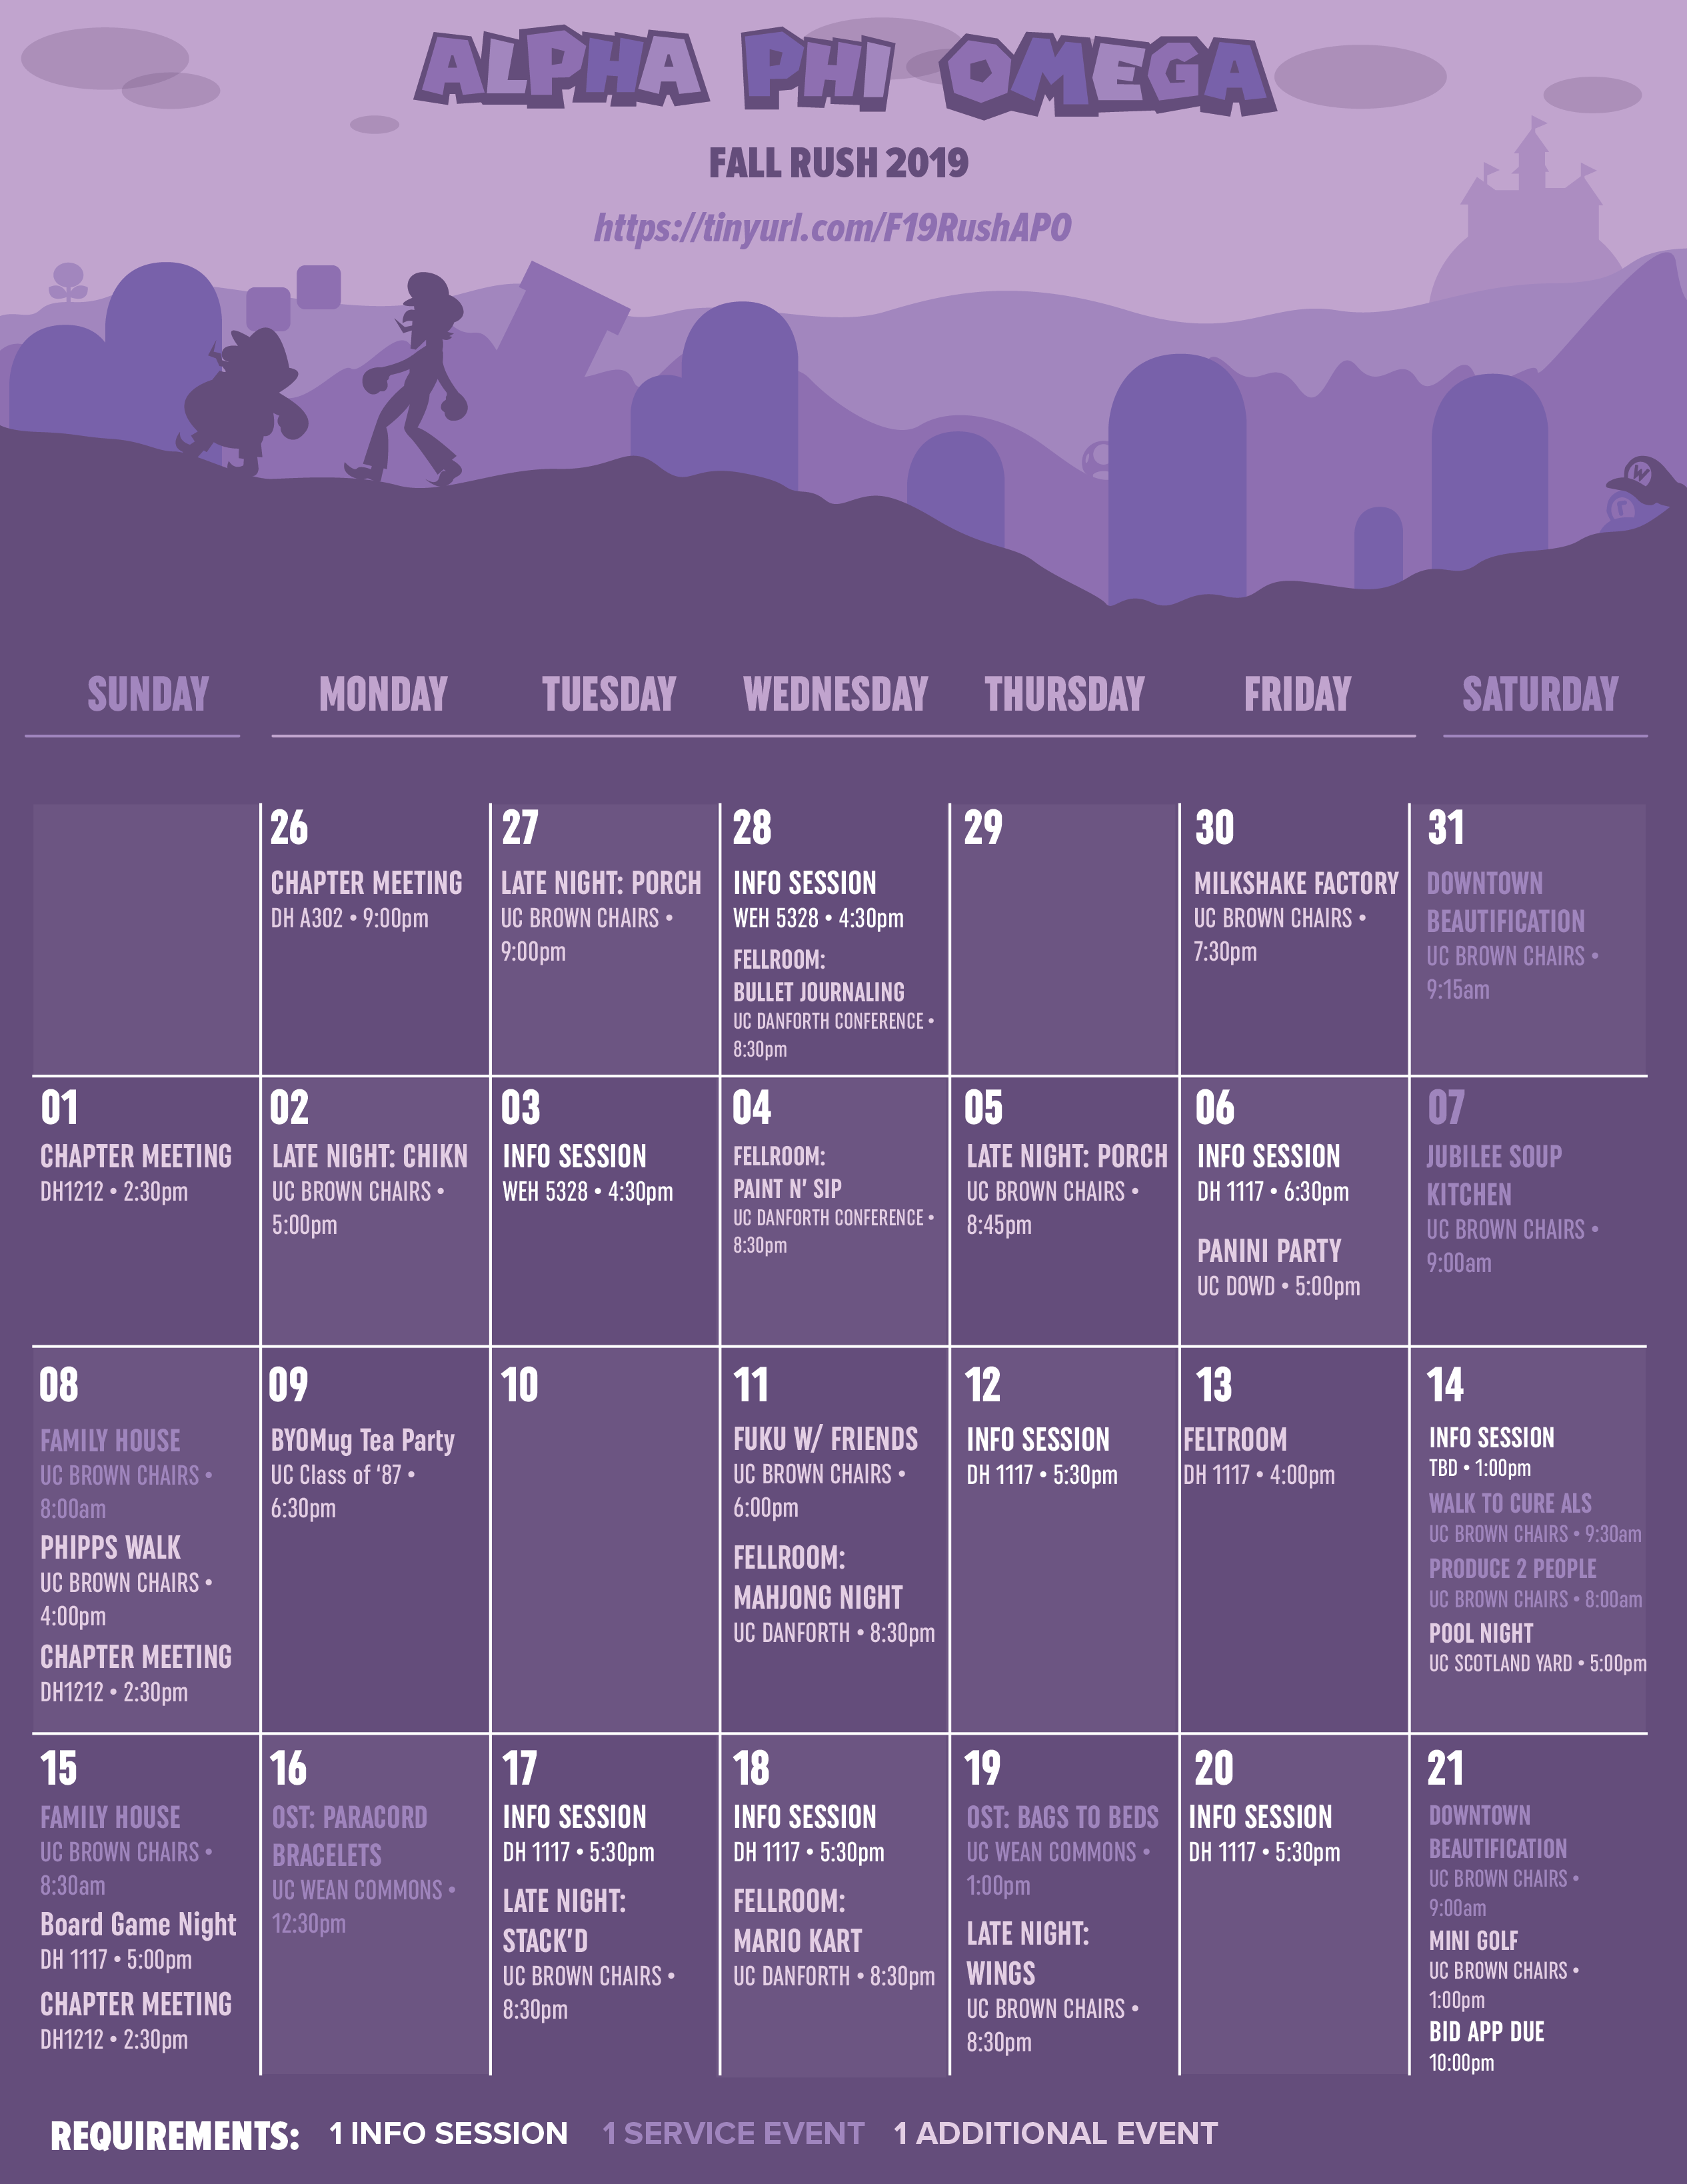 ALPHA PHI OMEGA
FALL RUSH 2019
https://tinyurl.com/F19RushAPO
W
SUNDAY MONDAY TUESDAY WEDNESDAY THURSDAY FRIDAY SATURDAY
26
CHAPTER MEETING
DH A302 • 9:00pm
27
LATE NIGHT: PORCH
UC BROWN CHAIRS •
9:00pm
28
INFO SESSION
WEH 5328 • 4:30pm
FELLROOM:
BULLET JOURNALING
UC DANFORTH CONFERENCE •
8:30pm
29
30
MILKSHAKE FACTORY
UC BROWN CHAIRS •
7:30pm
31
DOWNTOWN
BEAUTIFICATION
UC BROWN CHAIRS •
9:15am
01
CHAPTER MEETING
DH1212 • 2:30pm
02
LATE NIGHT: CHIKN
UC BROWN CHAIRS •
5:00pm
03
INFO SESSION
WEH 5328 • 4:30pm
04
FELLROOM:
PAINT N’ SIP
UC DANFORTH CONFERENCE •
8:30pm
05
LATE NIGHT: PORCH
UC BROWN CHAIRS •
8:45pm
06
INFO SESSION
DH 1117 • 6:30pm
PANINI PARTY
UC DOWD • 5:00pm
07
JUBILEE SOUP
KITCHEN
UC BROWN CHAIRS •
9:00am
08
FAMILY HOUSE
UC BROWN CHAIRS •
8:00am
PHIPPS WALK
UC BROWN CHAIRS •
4:00pm
CHAPTER MEETING
DH1212 • 2:30pm
09
BYOMug Tea Party
UC Class of ‘87 •
6:30pm
10
11
FUKU W/ FRIENDS
UC BROWN CHAIRS •
6:00pm
FELLROOM:
MAHJONG NIGHT
UC DANFORTH • 8:30pm
12
INFO SESSION
DH 1117 • 5:30pm
13
FELTROOM
DH 1117 • 4:00pm
14
INFO SESSION
TBD • 1:00pm
WALK TO CURE ALS
UC BROWN CHAIRS • 9:30am
PRODUCE 2 PEOPLE
UC BROWN CHAIRS • 8:00am
POOL NIGHT
UC SCOTLAND YARD • 5:00pm
15
FAMILY HOUSE
UC BROWN CHAIRS •
8:30am
Board Game Night
DH 1117 • 5:00pm
CHAPTER MEETING
DH1212 • 2:30pm
16
OST: PARACORD
BRACELETS
UC WEAN COMMONS •
12:30pm
17
INFO SESSION
DH 1117 • 5:30pm
LATE NIGHT:
STACK’D
UC BROWN CHAIRS •
8:30pm
18
INFO SESSION
DH 1117 • 5:30pm
FELLROOM:
MARIO KART
UC DANFORTH • 8:30pm
19
OST: BAGS TO BEDS
UC WEAN COMMONS •
1:00pm
LATE NIGHT:
WINGS
UC BROWN CHAIRS •
8:30pm
20
INFO SESSION
DH 1117 • 5:30pm
21
DOWNTOWN
BEAUTIFICATION
UC BROWN CHAIRS •
9:00am
MINI GOLF
UC BROWN CHAIRS •
1:00pm
BID APP DUE
10:00pm
REQUIREMENTS: 1 INFO SESSION 1 SERVICE EVENT 1 ADDITIONAL EVENT